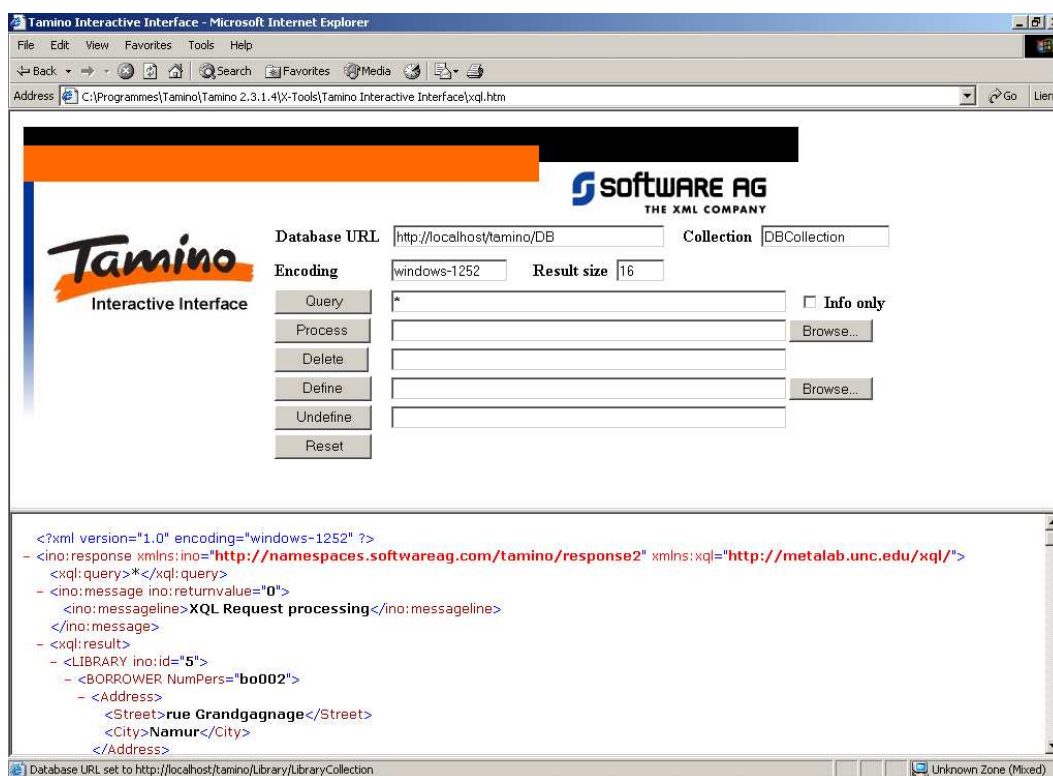 Tamino Interactive Interface - Microsoft Internet Explorer
File Edit View Favorites Tools Help
Back Search Favorites Media
Address C:\Programmes\Tamino\Tamino 2.3.1.4\X-Tools\Tamino Interactive Interface\xql.htm Go Lien
software AG
THE XML COMPANY
Tamino
Interactive Interface
Database URL http://localhost/tamino/DB Collection DBCollection
Encoding windows-1252 Result size 16
Query * Info only
Process Browse...
Delete
Define Browse...
Undefine
Reset
<?xml version="1.0" encoding="windows-1252" ?>
- <ino:response xmlns:ino="http://namespaces.softwareag.com/tamino/response2" xmlns:xql="http://metalab.unc.edu/xql/">
<xql:query>*</xql:query>
- <ino:message ino:returnvalue="0">
<ino:messageline>XQL Request processing</ino:messageline>
</ino:message>
- <xql:result>
- <LIBRARY ino:id="5">
- <BORROWER NumPers="bo002">
- <Address>
<Street>rue Grandgagnage</Street>
<City>Namur</City>
</Address>
Database URL set to http://localhost/tamino/Library/LibraryCollection Unknown Zone (Mixed)